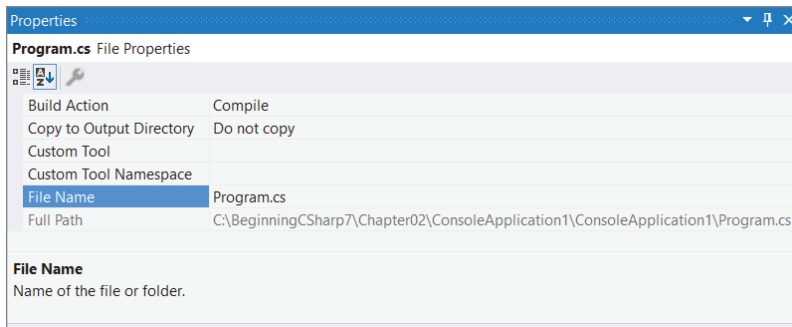 Properties
Program.cs File Properties
Build Action Compile
Copy to Output Directory Do not copy
Custom Tool
Custom Tool Namespace
File Name Program.cs
Full Path C:\BeginningCSharp7\Chapter02\ConsoleApplication1\ConsoleApplication1\Program.cs
File Name
Name of the file or folder.